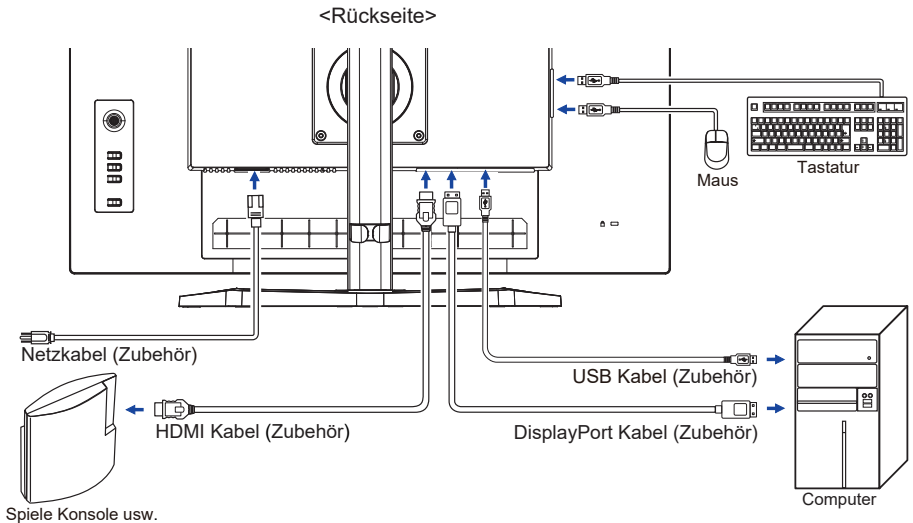 <Rückseite>
Maus
Tastatur
Netzkabel (Zubehör)
USB Kabel (Zubehör)
HDMI Kabel (Zubehör)
DisplayPort Kabel (Zubehör)
Computer
Spiele Konsole usw.